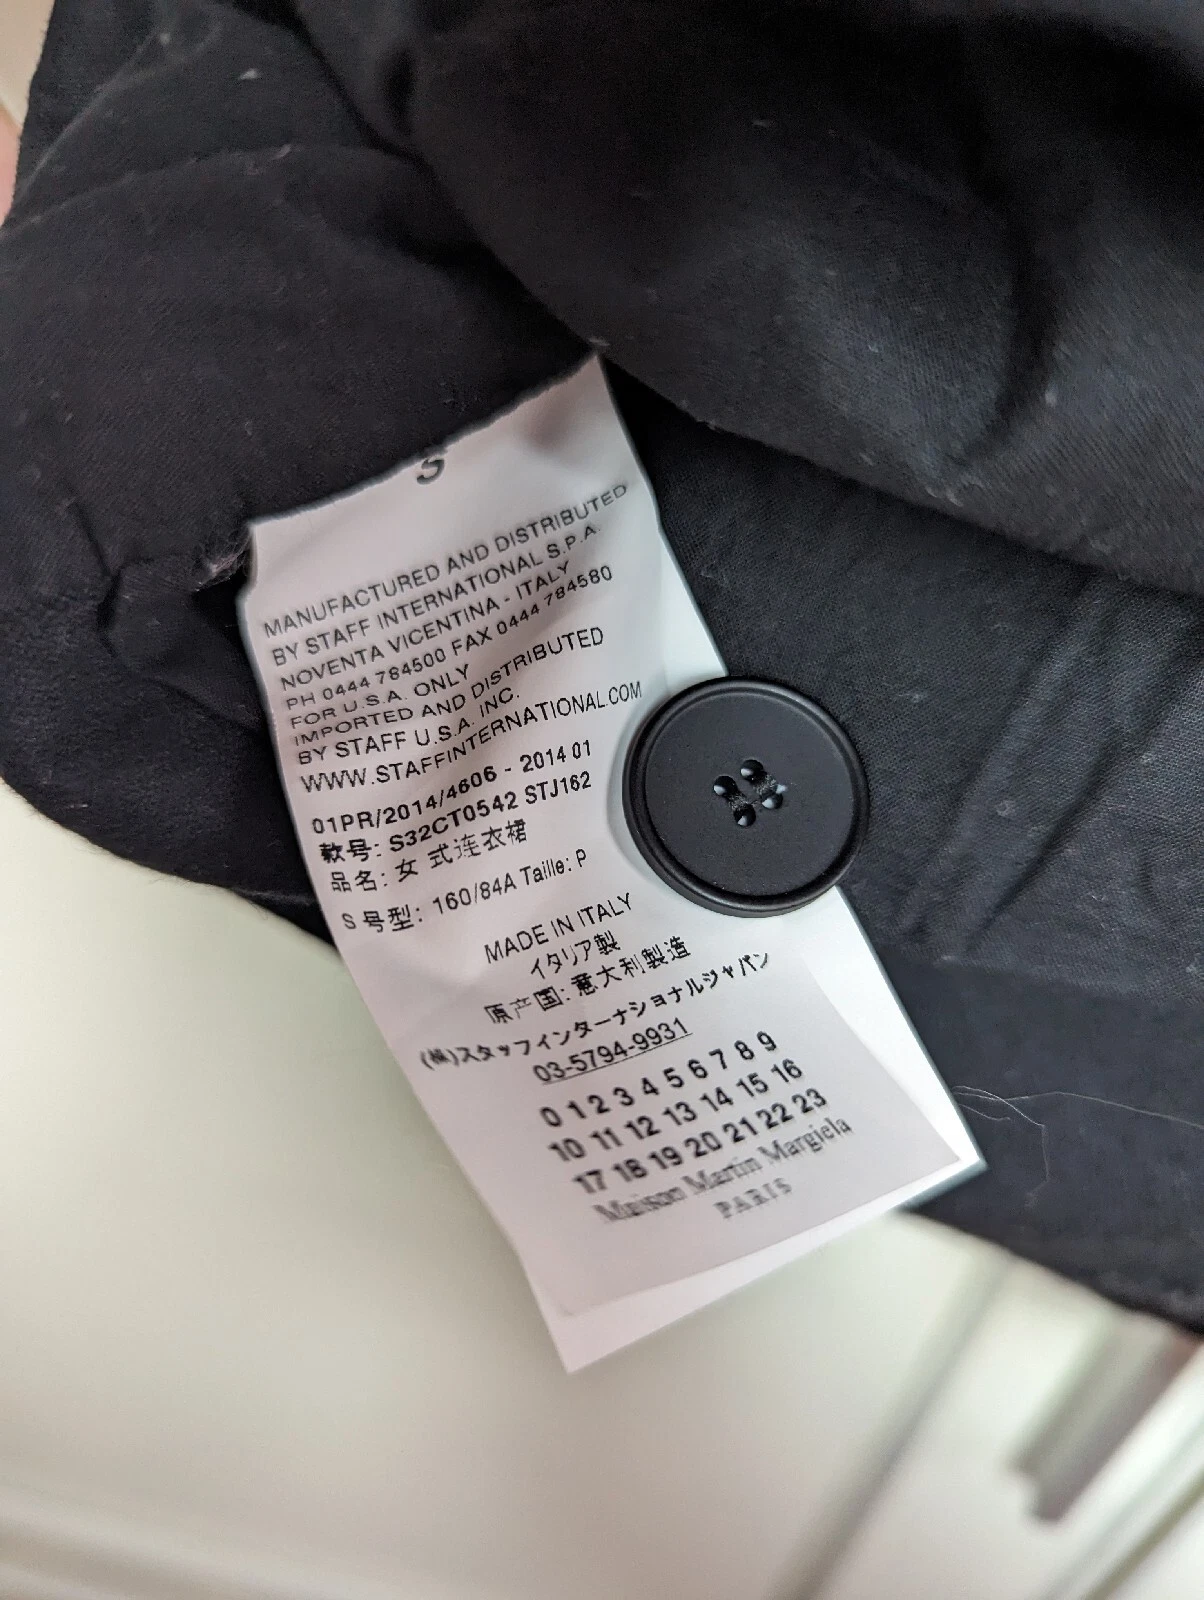 S
MANUFACTURED AND DISTRIBUTED
BY STAFF INTERNATIONAL S.P.A.
NOVENTA VICENTINA - ITALY
PH 0444 784500 FAX 0444 784580
FOR U.S.A. ONLY
IMPORTED AND DISTRIBUTED
BY STAFF U.S.A. INC.
WWW.STAFFINTERNATIONAL.COM
01PR/2014/4606 - 2014 01
款号: S32CT0542 STJ162
品名: 女 式连衣裙
S 号型: 160/84A Taille: P
MADE IN ITALY
イタリア製
原产国: 意大利製造
(株)スタッフインターナショナルジャパン
03-5794-9931
0 1 2 3 4 5 6 7 8 9
10 11 12 13 14 15 16
17 18 19 20 21 22 23
Maison Martin Margiela
PARIS